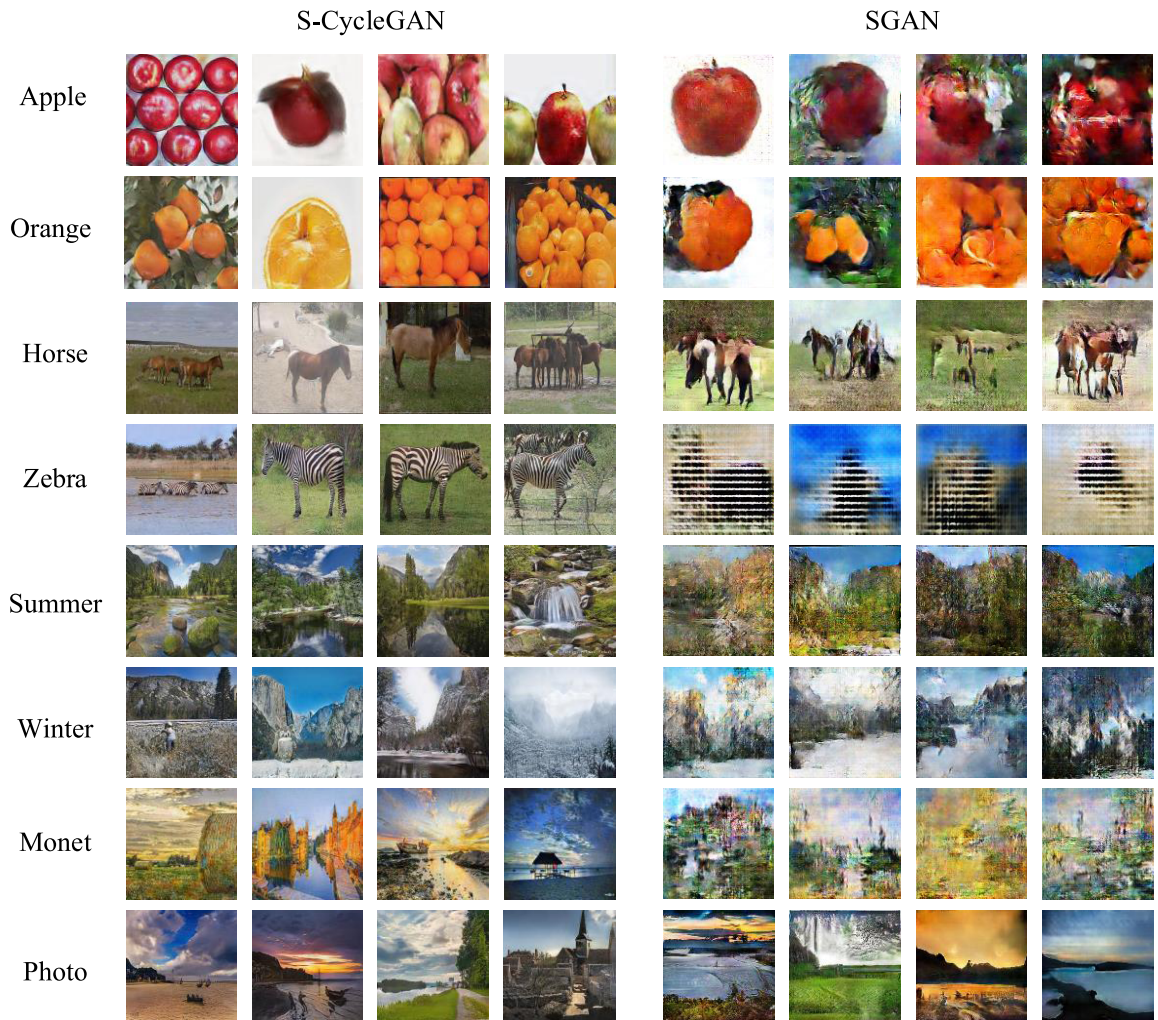 S-CycleGAN SGAN
Apple
Orange
Horse
Zebra
Summer
Winter
Monet
Photo